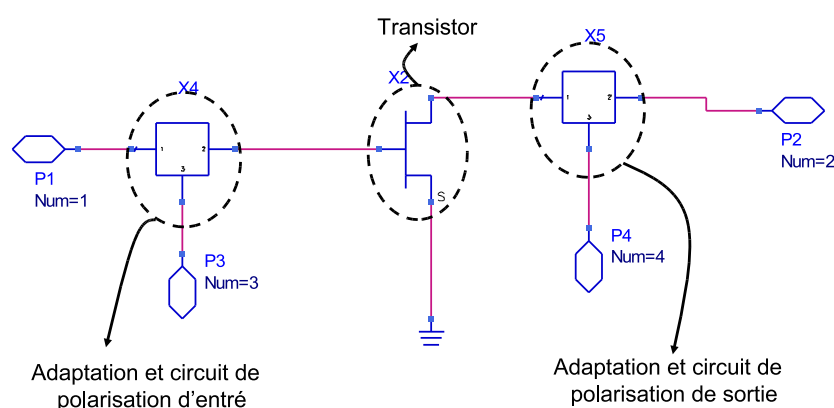 Transistor
X4
X2
X5
1
2
3
1
2
3
S
P1
Num=1
P2
Num=2
P3
Num=3
P4
Num=4
Adaptation et circuit de
polarisation d'entré
Adaptation et circuit de
polarisation de sortie